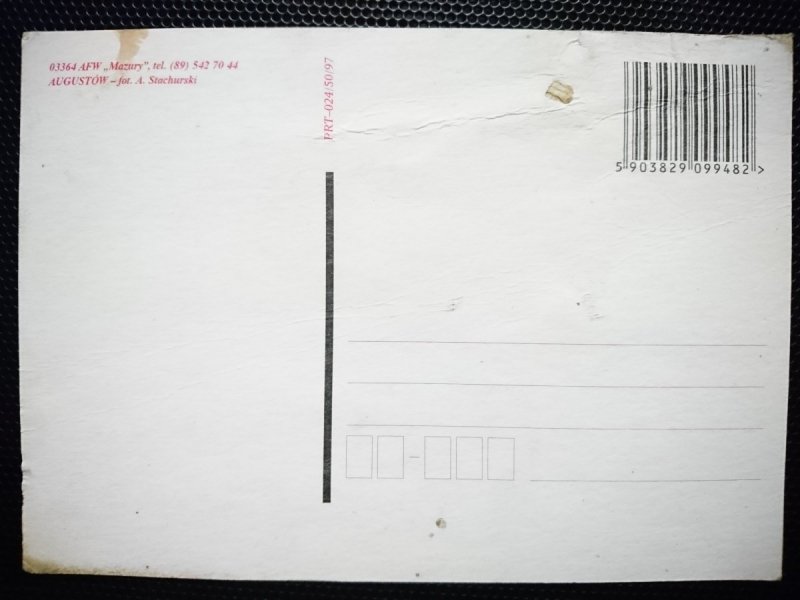 03364 AFW „Mazury”, tel. (89) 542 70 44
AUGUSTÓW – fot. A. Stachurski
PRT–024/50/97
5 903829 099482 >